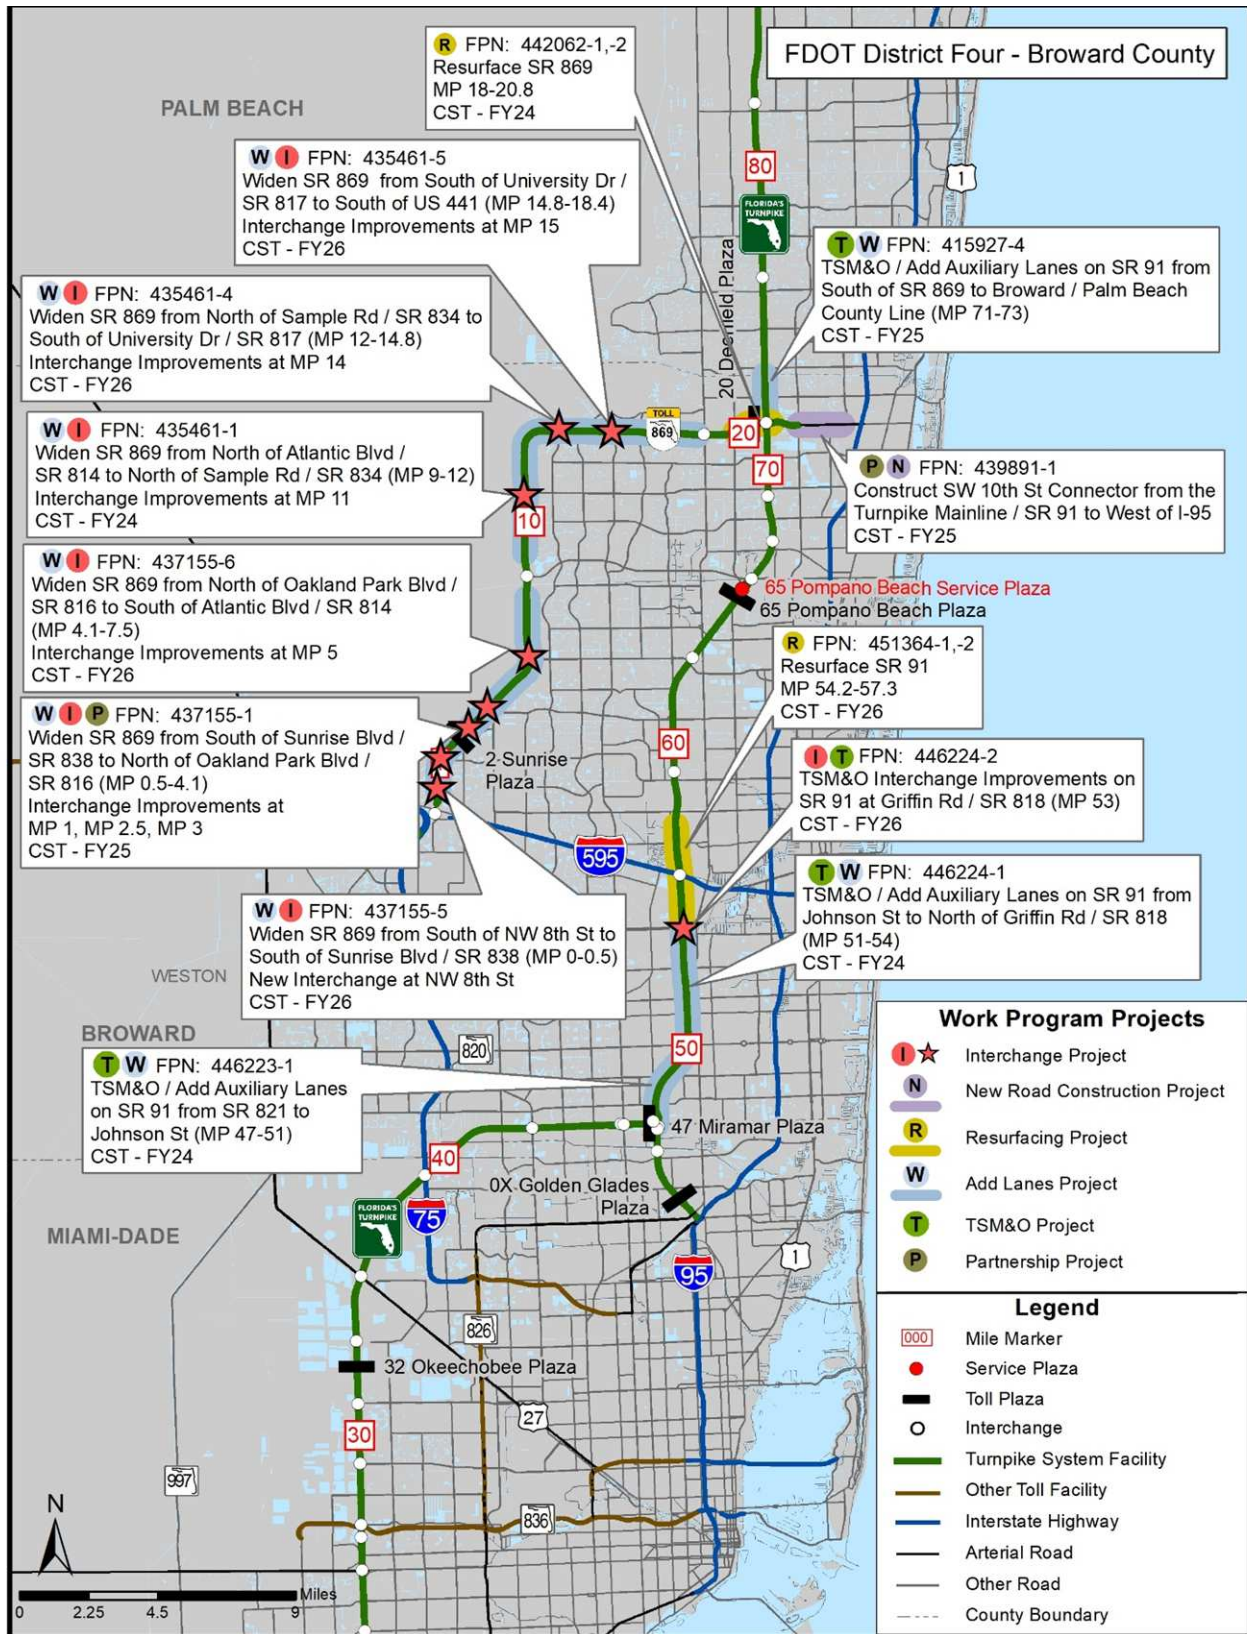 FDOT District Four - Broward County
R FPN: 442062-1,-2
Resurface SR 869
MP 18-20.8
CST - FY24
PALM BEACH
W I FPN: 435461-5
Widen SR 869 from South of University Dr /
SR 817 to South of US 441 (MP 14.8-18.4)
Interchange Improvements at MP 15
CST - FY26
80
1
FLORIDA'S
TURNPIKE
T W FPN: 415927-4
TSM&O / Add Auxiliary Lanes on SR 91 from
South of SR 869 to Broward / Palm Beach
County Line (MP 71-73)
CST - FY25
20 Deerfield Plaza
W I FPN: 435461-4
Widen SR 869 from North of Sample Rd / SR 834 to
South of University Dr / SR 817 (MP 12-14.8)
Interchange Improvements at MP 14
CST - FY26
TOLL
869
20
70
W I FPN: 435461-1
Widen SR 869 from North of Atlantic Blvd /
SR 814 to North of Sample Rd / SR 834 (MP 9-12)
Interchange Improvements at MP 11
CST - FY24
10
P N FPN: 439891-1
Construct SW 10th St Connector from the
Turnpike Mainline / SR 91 to West of I-95
CST - FY25
W I FPN: 437155-6
Widen SR 869 from North of Oakland Park Blvd /
SR 816 to South of Atlantic Blvd / SR 814
(MP 4.1-7.5)
Interchange Improvements at MP 5
CST - FY26
65 Pompano Beach Service Plaza
65 Pompano Beach Plaza
R FPN: 451364-1,-2
Resurface SR 91
MP 54.2-57.3
CST - FY26
W I P FPN: 437155-1
Widen SR 869 from South of Sunrise Blvd /
SR 838 to North of Oakland Park Blvd /
SR 816 (MP 0.5-4.1)
Interchange Improvements at
MP 1, MP 2.5, MP 3
CST - FY25
2 Sunrise
Plaza
60
I T FPN: 446224-2
TSM&O Interchange Improvements on
SR 91 at Griffin Rd / SR 818 (MP 53)
CST - FY26
595
T W FPN: 446224-1
TSM&O / Add Auxiliary Lanes on SR 91 from
Johnson St to North of Griffin Rd / SR 818
(MP 51-54)
CST - FY24
W I FPN: 437155-5
Widen SR 869 from South of NW 8th St to
South of Sunrise Blvd / SR 838 (MP 0-0.5)
New Interchange at NW 8th St
CST - FY26
WESTON
BROWARD
820
50
T W FPN: 446223-1
TSM&O / Add Auxiliary Lanes
on SR 91 from SR 821 to
Johnson St (MP 47-51)
CST - FY24
47 Miramar Plaza
40
0X Golden Glades
Plaza
FLORIDA'S
TURNPIKE
75
MIAMI-DADE
95
1
826
32 Okeechobee Plaza
27
30
997
836
N
Miles
0 2.25 4.5 9
Work Program Projects
I Interchange Project
N New Road Construction Project
R Resurfacing Project
W Add Lanes Project
T TSM&O Project
P Partnership Project
Legend
000 Mile Marker
Service Plaza
Toll Plaza
Interchange
Turnpike System Facility
Other Toll Facility
Interstate Highway
Arterial Road
Other Road
County Boundary